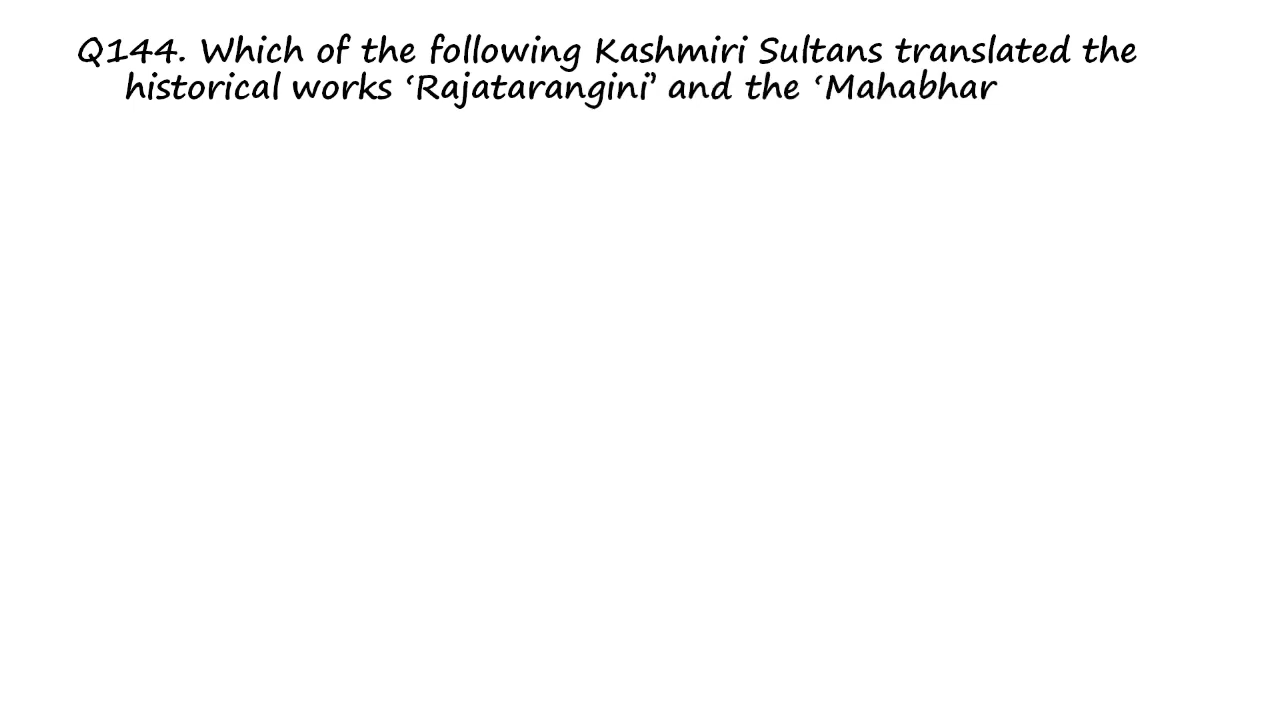 Q144. Which of the following Kashmiri Sultans translated the
historical works ‘Rajatarangini’ and the ‘Mahabhar